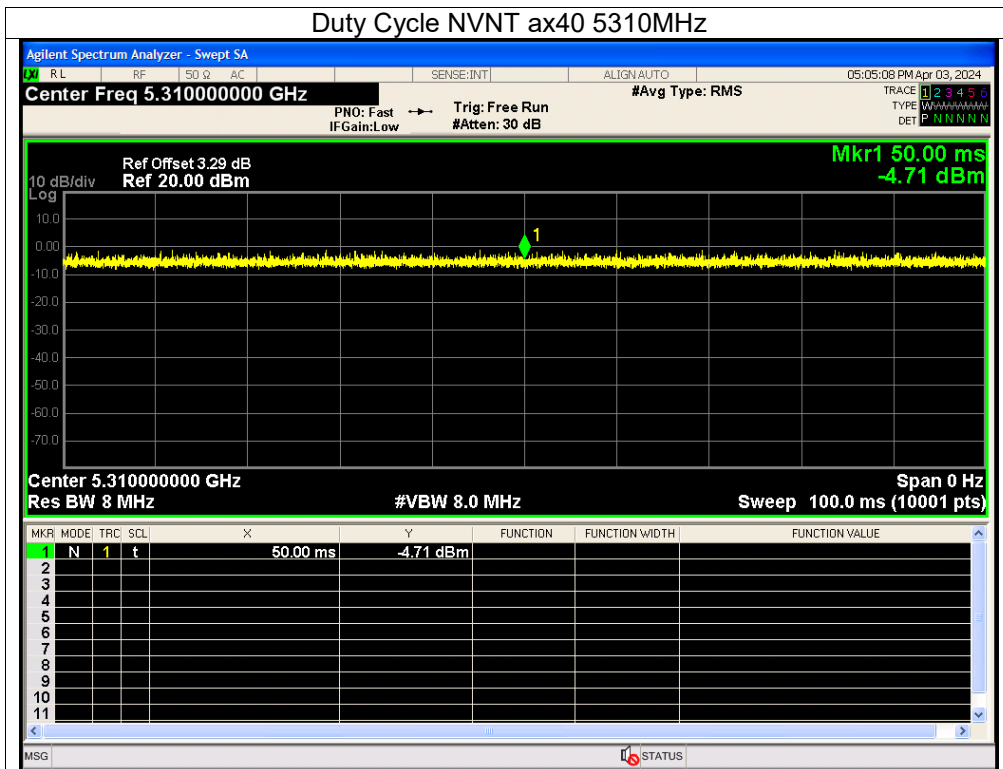 Duty Cycle NVNT ax40 5310MHz
Agilent Spectrum Analyzer - Swept SA
LXI RL RF 50 Ω AC SENSE:INT ALIGN AUTO 05:05:08 PM Apr 03, 2024
Center Freq 5.310000000 GHz #Avg Type: RMS TRACE 1 2 3 4 5 6
PNO: Fast Trig: Free Run TYPE WWWWWW
IFGain:Low #Atten: 30 dB DET P N N N N N
Mkr1 50.00 ms
Ref Offset 3.29 dB
10 dB/div Ref 20.00 dBm -4.71 dBm
Log
10.0
1
0.00
-10.0
-20.0
-30.0
-40.0
-50.0
-60.0
-70.0
Center 5.310000000 GHz Span 0 Hz
Res BW 8 MHz #VBW 8.0 MHz Sweep 100.0 ms (10001 pts)
MKR MODE TRC SCL X Y FUNCTION FUNCTION WIDTH FUNCTION VALUE
1 N 1 t 50.00 ms -4.71 dBm
2
3
4
5
6
7
8
9
10
11
MSG STATUS